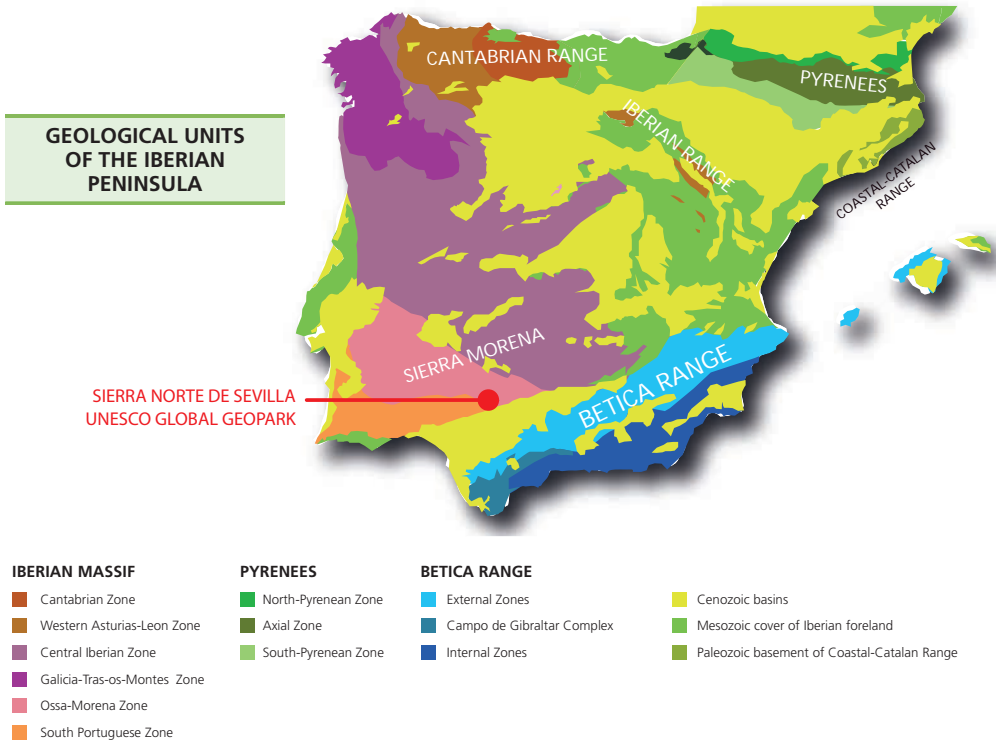 GEOLOGICAL UNITS
OF THE IBERIAN
PENINSULA
CANTABRIAN RANGE
PYRENEES
IBERIAN RANGE
COASTAL-CATALAN
RANGE
SIERRA MORENA
BETICA RANGE
SIERRA NORTE DE SEVILLA
UNESCO GLOBAL GEOPARK
IBERIAN MASSIF
Cantabrian Zone
Western Asturias-Leon Zone
Central Iberian Zone
Galicia-Tras-os-Montes Zone
Ossa-Morena Zone
South Portuguese Zone
PYRENEES
North-Pyrenean Zone
Axial Zone
South-Pyrenean Zone
BETICA RANGE
External Zones
Campo de Gibraltar Complex
Internal Zones
Cenozoic basins
Mesozoic cover of Iberian foreland
Paleozoic basement of Coastal-Catalan Range